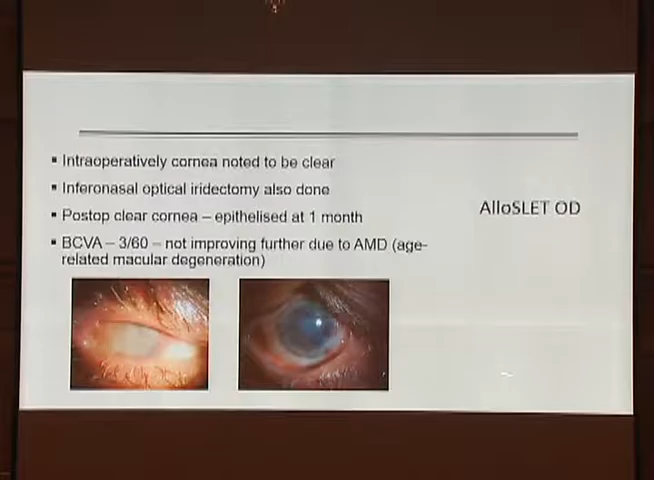 ▪ Intraoperatively cornea noted to be clear
▪ Inferonasal optical iridectomy also done
▪ Postop clear cornea – epithelised at 1 month
▪ BCVA – 3/60 – not improving further due to AMD (age-
related macular degeneration)
AlloSLET OD